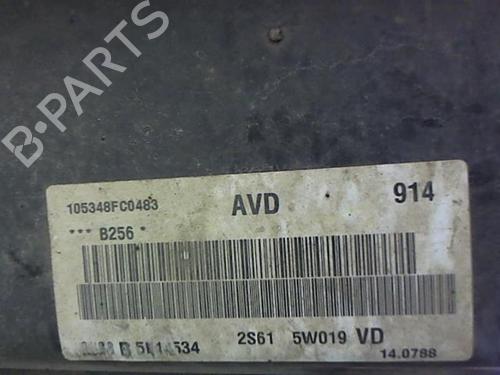 B-PARTS
105348FC0483 AVD 914
*** B256 *
2S61 5W019 VD
14.0788